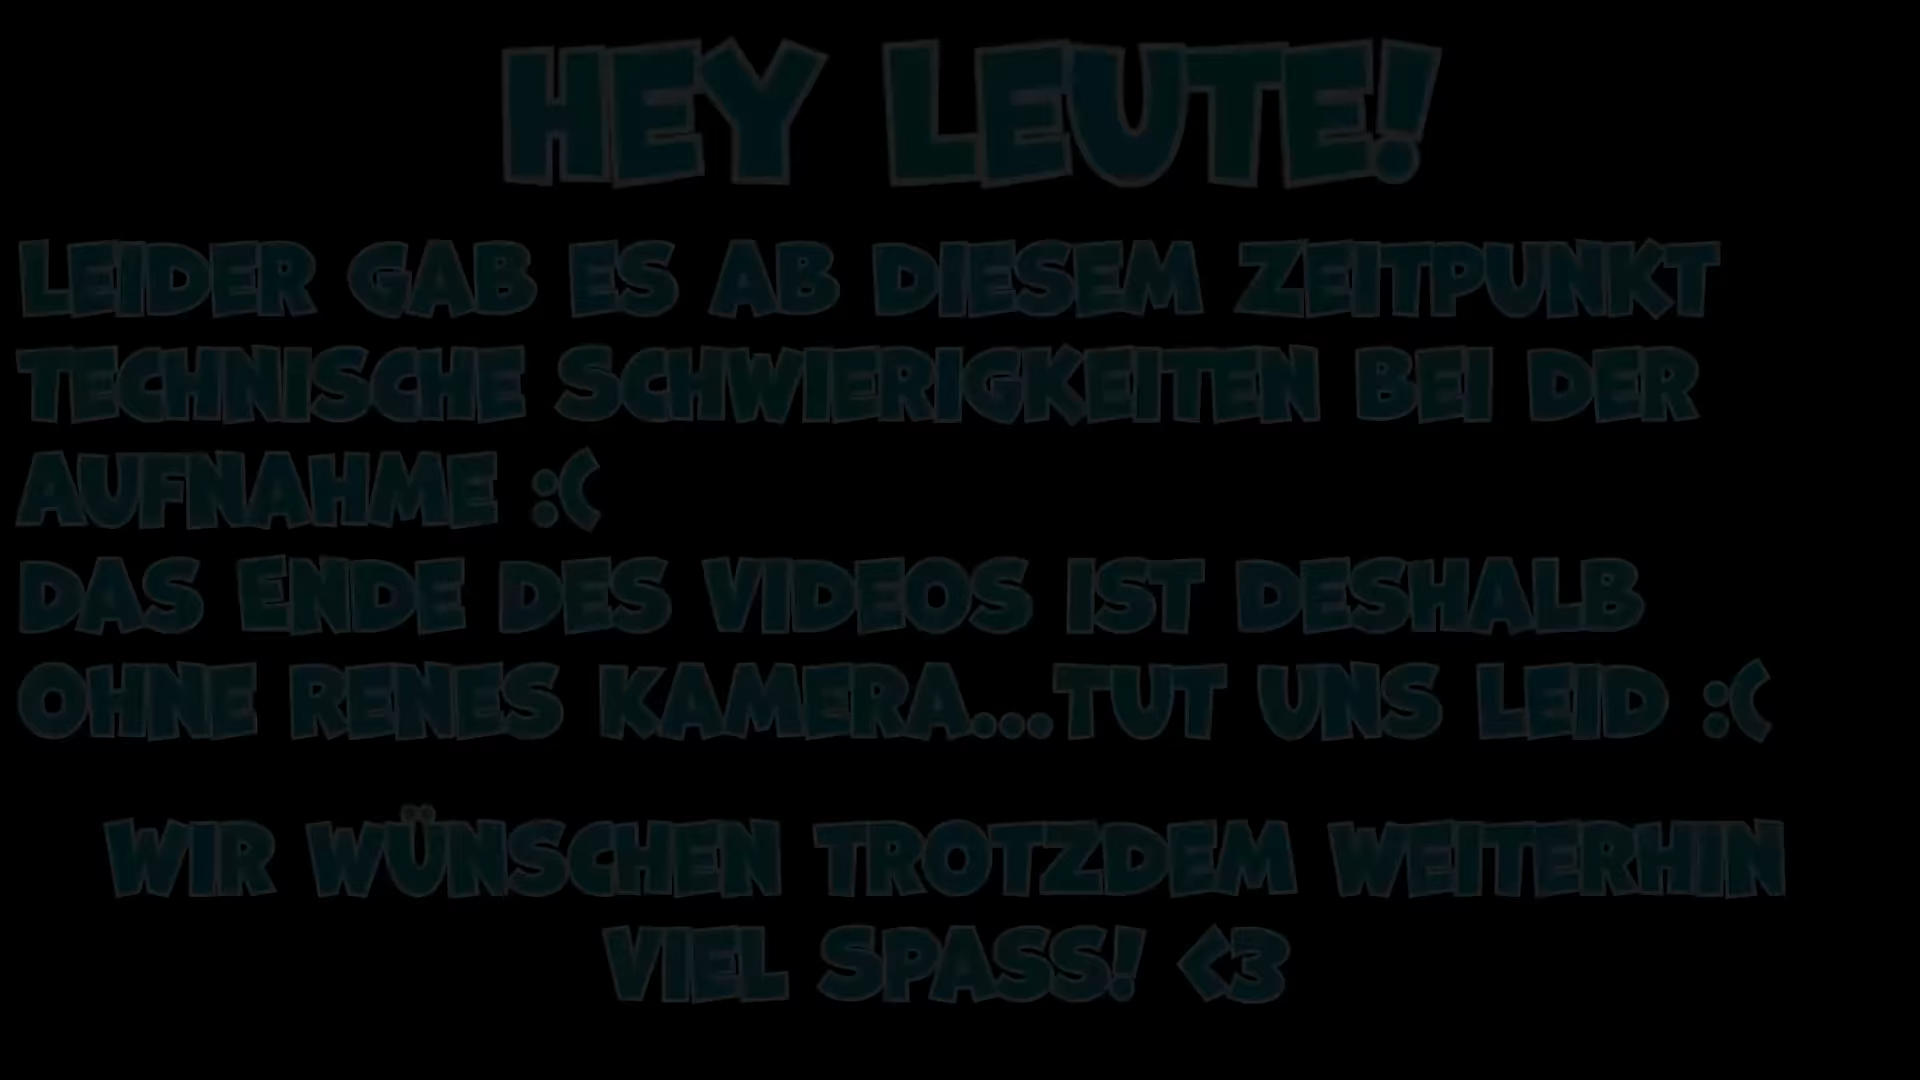 HEY LEUTE!
LEIDER GAB ES AB DIESEM ZEITPUNKT
TECHNISCHE SCHWIERIGKEITEN BEI DER
AUFNAHME :(
DAS ENDE DES VIDEOS IST DESHALB
OHNE RENES KAMERA...TUT UNS LEID :(
WIR WÜNSCHEN TROTZDEM WEITERHIN
VIEL SPASS! <3